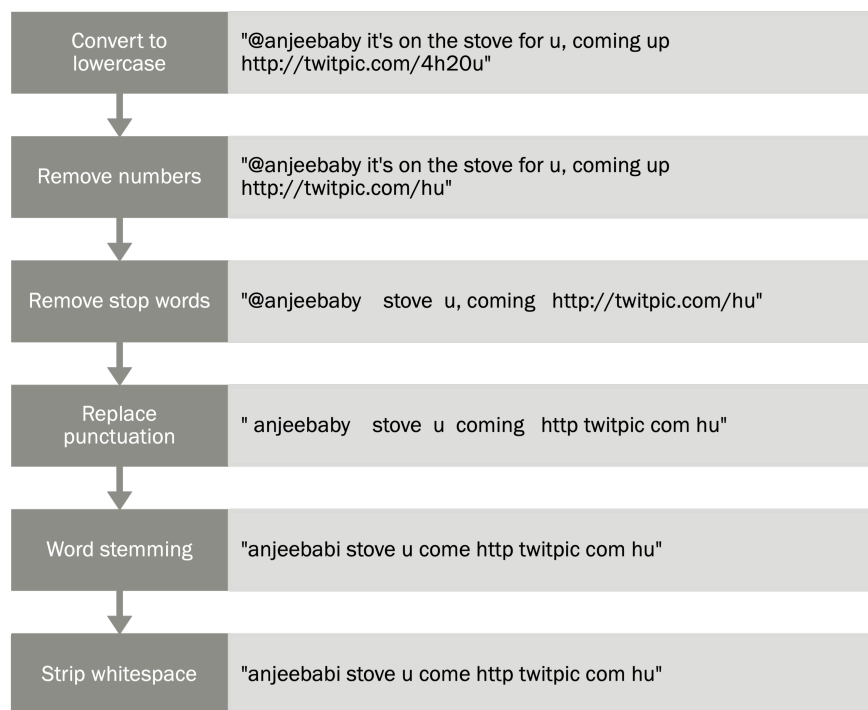 Convert to
lowercase
"@anjeebaby it's on the stove for u, coming up
http://twitpic.com/4h20u"
Remove numbers
"@anjeebaby it's on the stove for u, coming up
http://twitpic.com/hu"
Remove stop words
"@anjeebaby    stove  u, coming   http://twitpic.com/hu"
Replace
punctuation
" anjeebaby    stove  u  coming   http twitpic com hu"
Word stemming
"anjeebabi stove u come http twitpic com hu"
Strip whitespace
"anjeebabi stove u come http twitpic com hu"